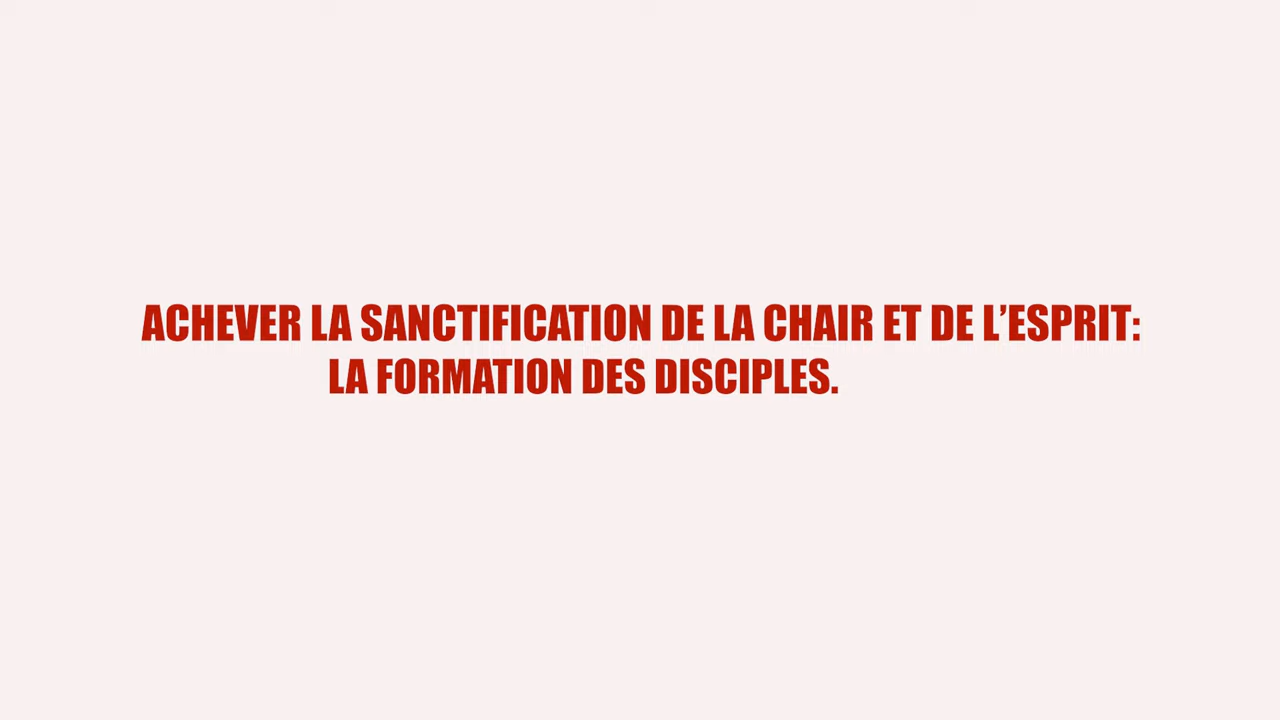 ACHEVER LA SANCTIFICATION DE LA CHAIR ET DE L’ESPRIT:
LA FORMATION DES DISCIPLES.